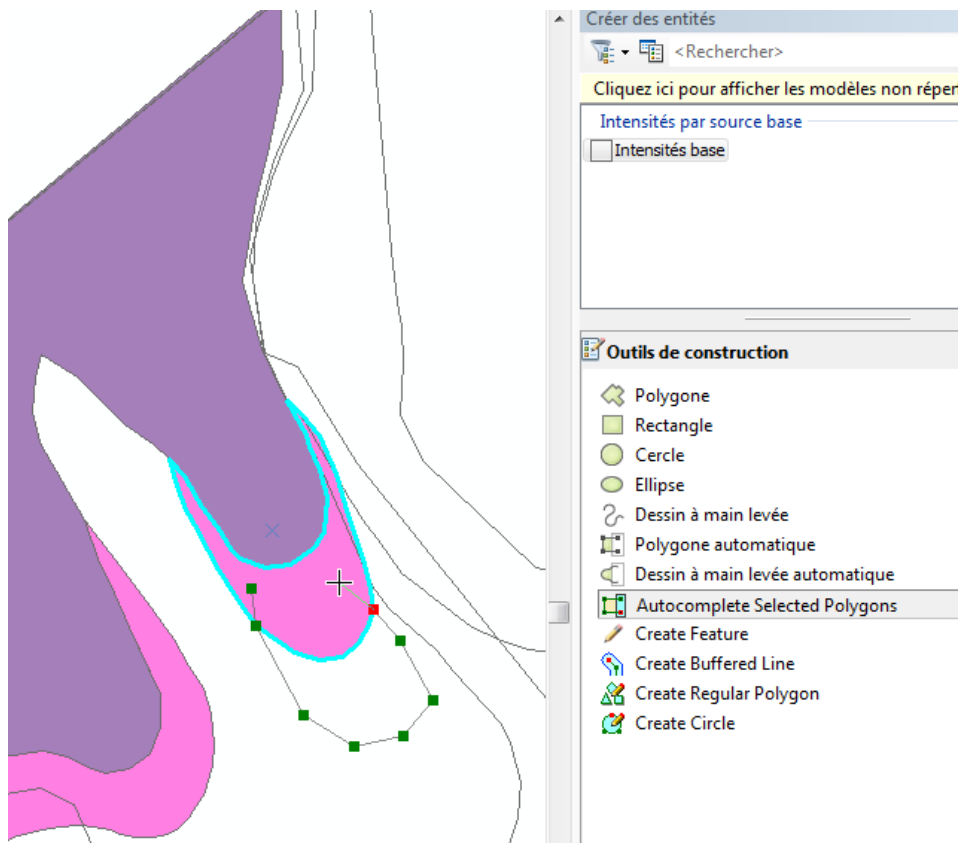 Créer des entités
<Rechercher>
Cliquez ici pour afficher les modèles non réper
Intensités par source base
Intensités base
Outils de construction
Polygone
Rectangle
Cercle
Ellipse
Dessin à main levée
Polygone automatique
Dessin à main levée automatique
Autocomplete Selected Polygons
Create Feature
Create Buffered Line
Create Regular Polygon
Create Circle